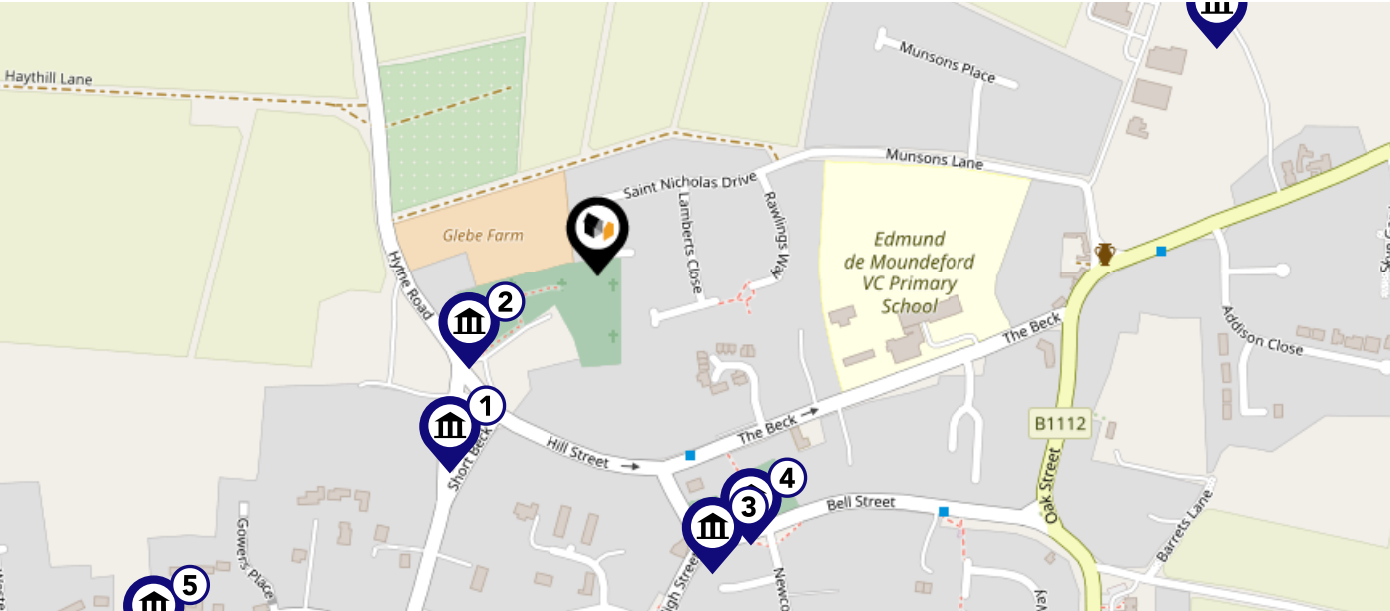 Haythill Lane
Munsons Place
Munsons Lane
Saint Nicholas Drive
Lamberts Close
Rawlings Way
Glebe Farm
Hythe Road
Edmund
de Moundeford
VC Primary
School
2
The Beck
Addison Close
1
B1112
The Beck
Hill Street
Short Beck
4
3
Bell Street
Oak Street
Barrets Lane
Gowers Place
High Street
Newco
5